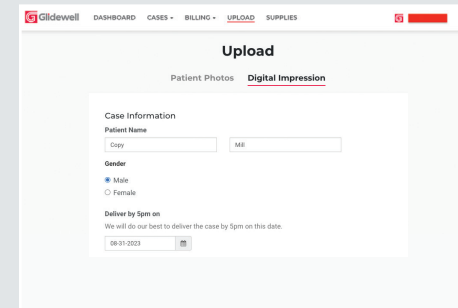 Glidewell DASHBOARD CASES BILLING UPLOAD SUPPLIES
Upload
Patient Photos Digital Impression
Case Information
Patient Name
Copy Mill
Gender
Male
Female
Deliver by 5pm on
We will do our best to deliver the case by 5pm on this date.
08-31-2023